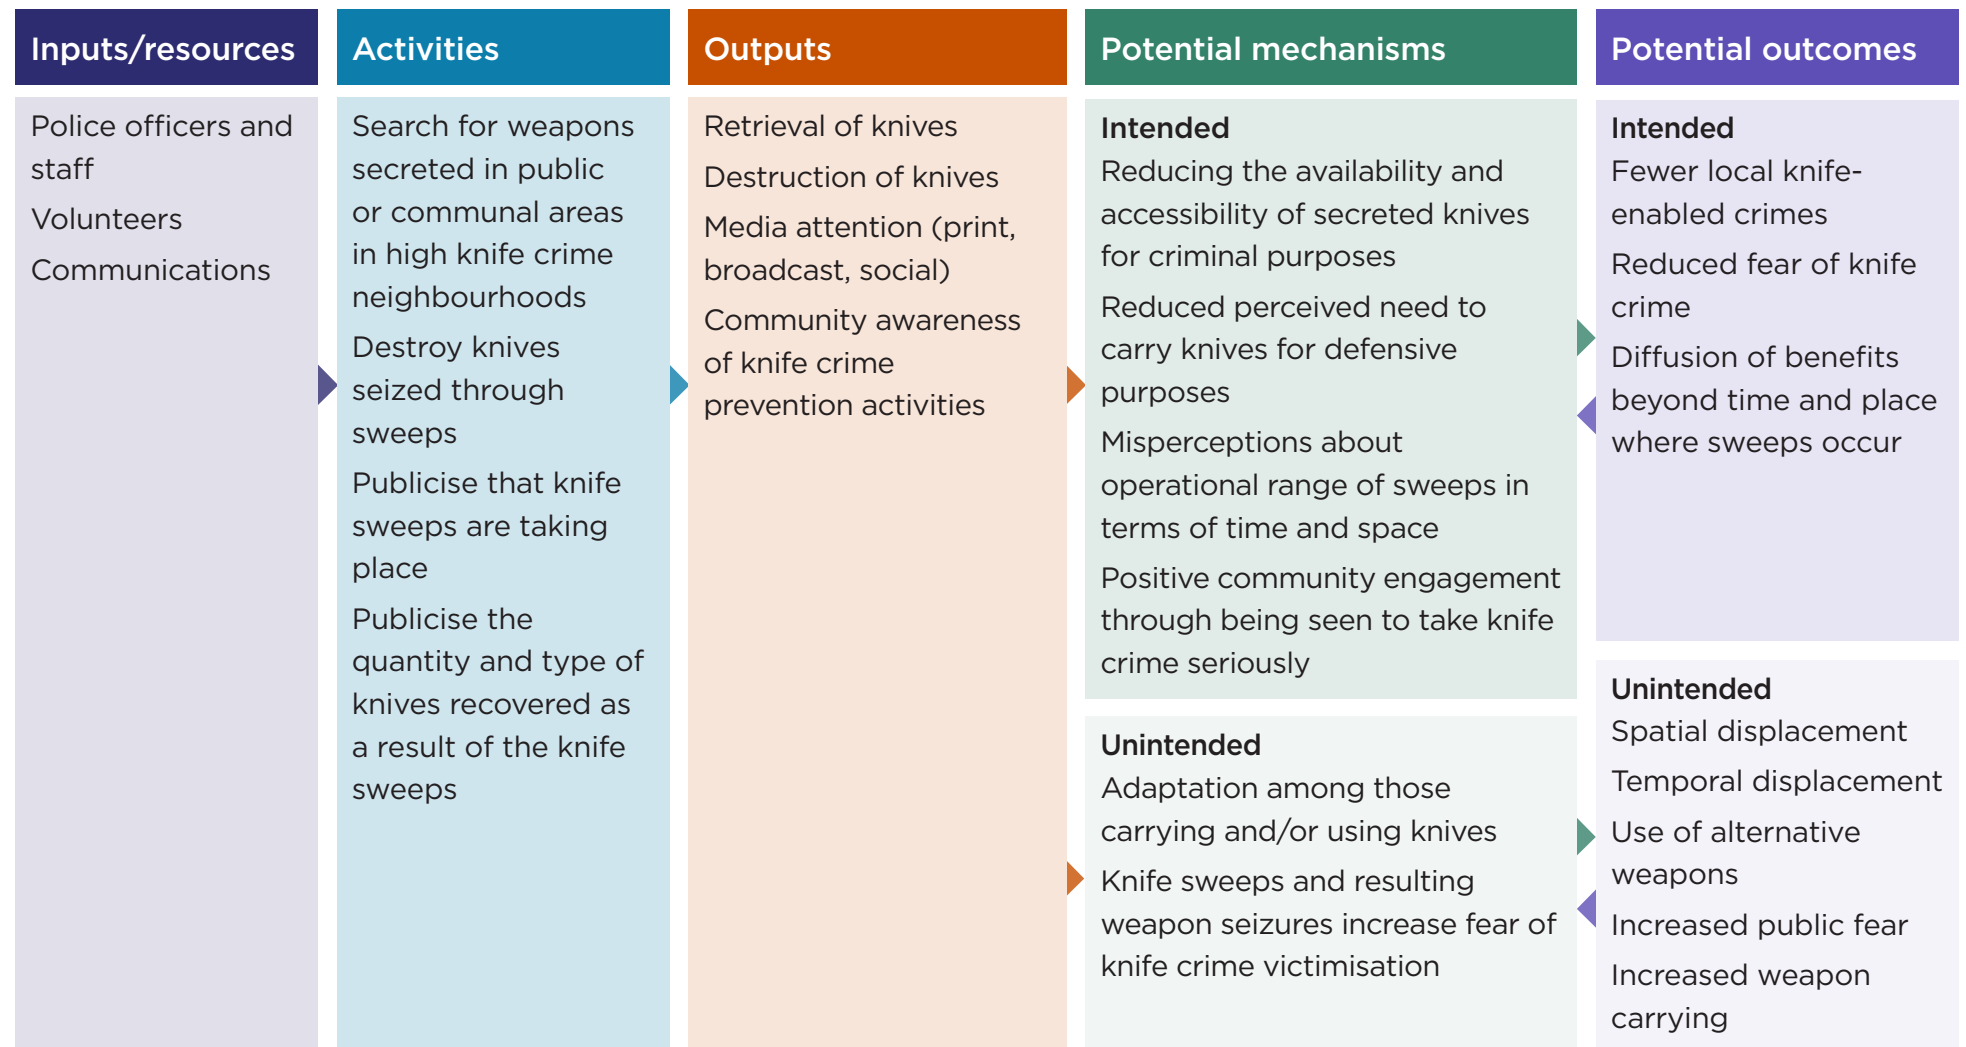 Inputs/resources
Police officers and
staff
Volunteers
Communications
Activities
Search for weapons
secreted in public
or communal areas
in high knife crime
neighbourhoods
Destroy knives
seized through
sweeps
Publicise that knife
sweeps are taking
place
Publicise the
quantity and type of
knives recovered as
a result of the knife
sweeps
Outputs
Retrieval of knives
Destruction of knives
Media attention (print,
broadcast, social)
Community awareness
of knife crime
prevention activities
Potential mechanisms
Intended
Reducing the availability and
accessibility of secreted knives
for criminal purposes
Reduced perceived need to
carry knives for defensive
purposes
Misperceptions about
operational range of sweeps in
terms of time and space
Positive community engagement
through being seen to take knife
crime seriously
Unintended
Adaptation among those
carrying and/or using knives
Knife sweeps and resulting
weapon seizures increase fear of
knife crime victimisation
Potential outcomes
Intended
Fewer local knife-
enabled crimes
Reduced fear of knife
crime
Diffusion of benefits
beyond time and place
where sweeps occur
Unintended
Spatial displacement
Temporal displacement
Use of alternative
weapons
Increased public fear
Increased weapon
carrying